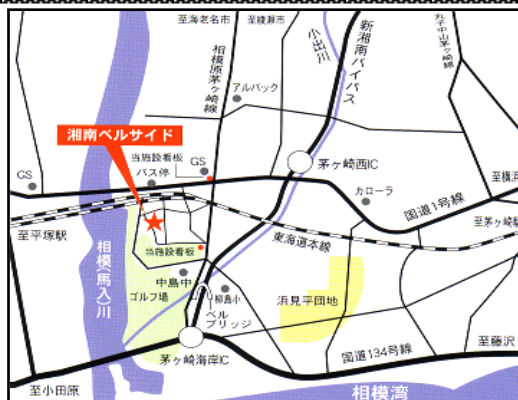 至海老名市
至綾瀬市
相模原茅ヶ崎線
小出川
新湘南バイパス
丸子中山茅ヶ崎線
アルバック
湘南ベルサイド
当施設看板
GS
バス停
GS
茅ヶ崎西IC
カローラ
至横浜
国道1号線
至茅ヶ崎駅
至平塚駅
東海道本線
相模(馬入)川
当施設看板
中島中
ゴルフ場
柳島小
ベル
ブリッジ
浜見平団地
茅ヶ崎海岸IC
国道134号線
至藤沢
至小田原
相模湾